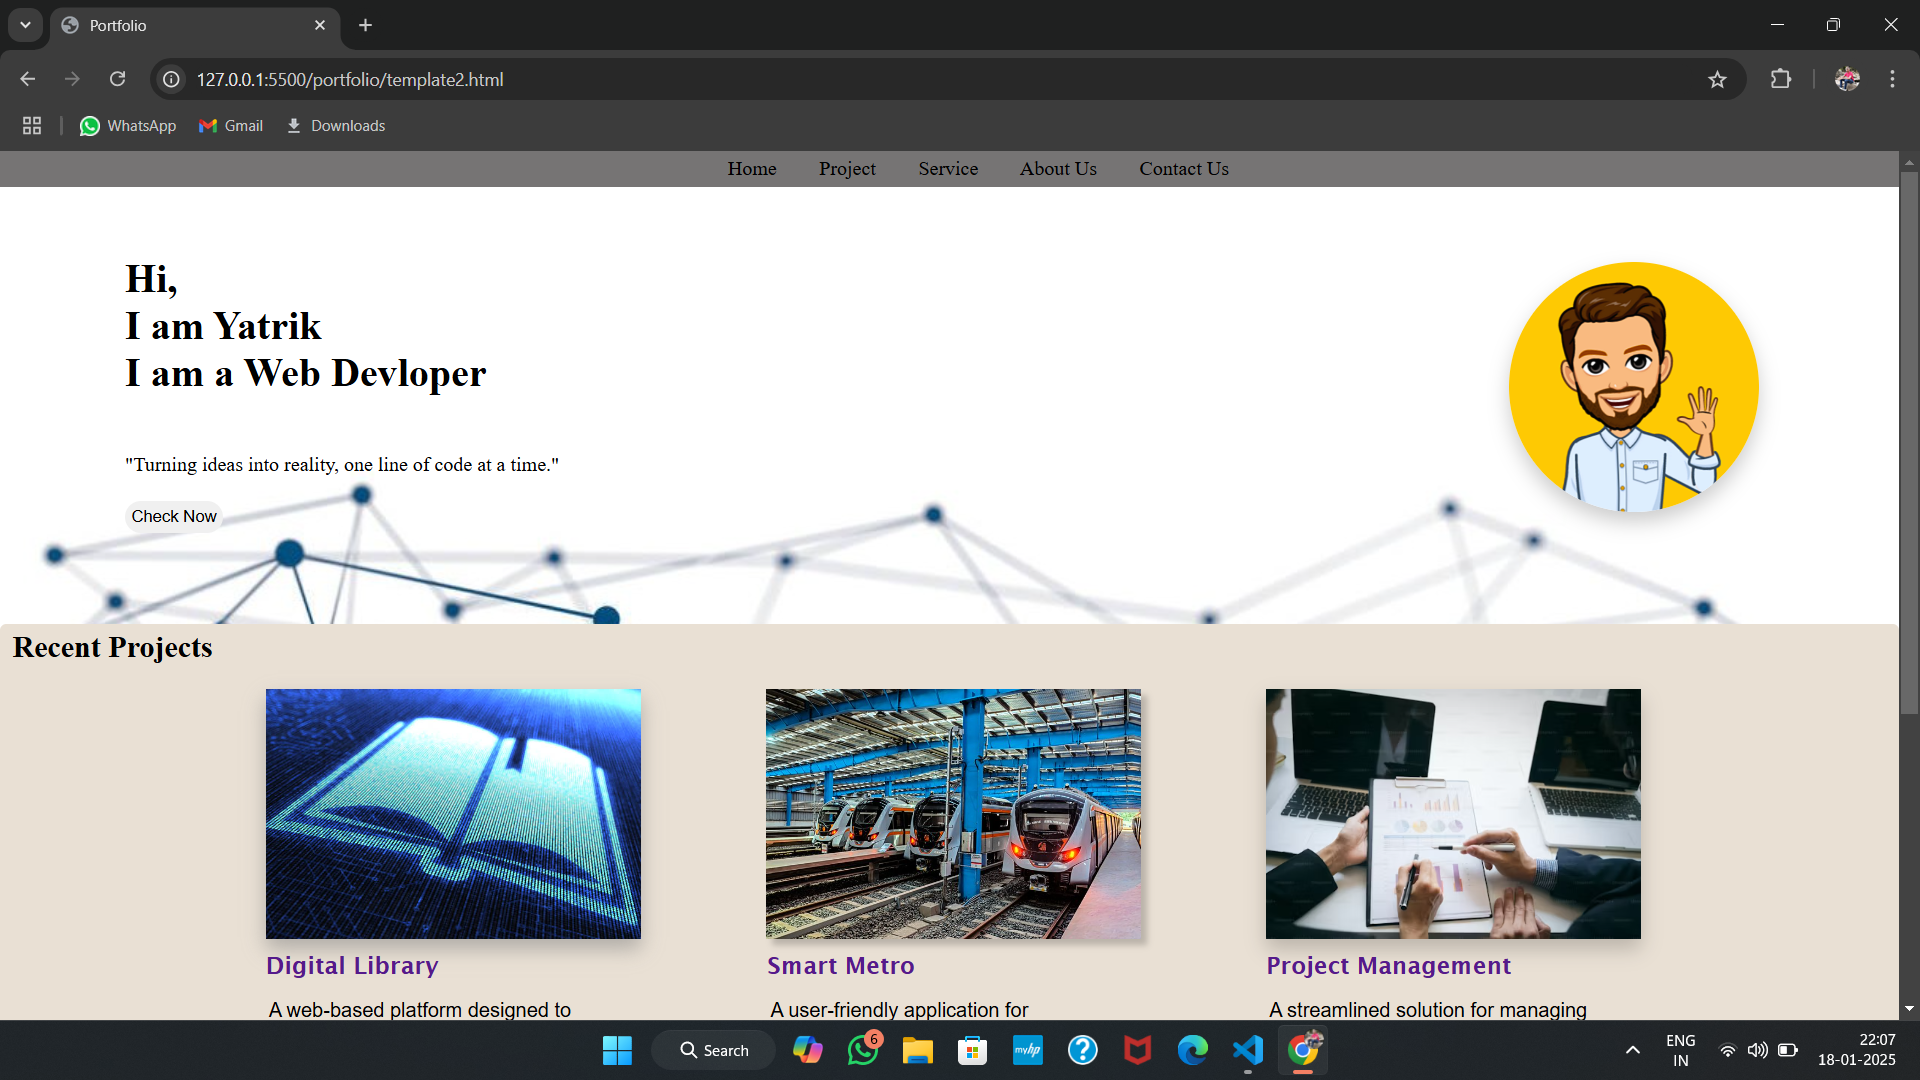 Portfolio
127.0.0.1:5500/portfolio/template2.html
WhatsApp
Gmail
Downloads
Home
Project
Service
About Us
Contact Us
Hi,
I am Yatrik
I am a Web Devloper
"Turning ideas into reality, one line of code at a time."
Check Now
Recent Projects
Digital Library
Smart Metro
Project Management
A web-based platform designed to
A user-friendly application for
A streamlined solution for managing
Search
6
myhp
ENG
IN
22:07
18-01-2025